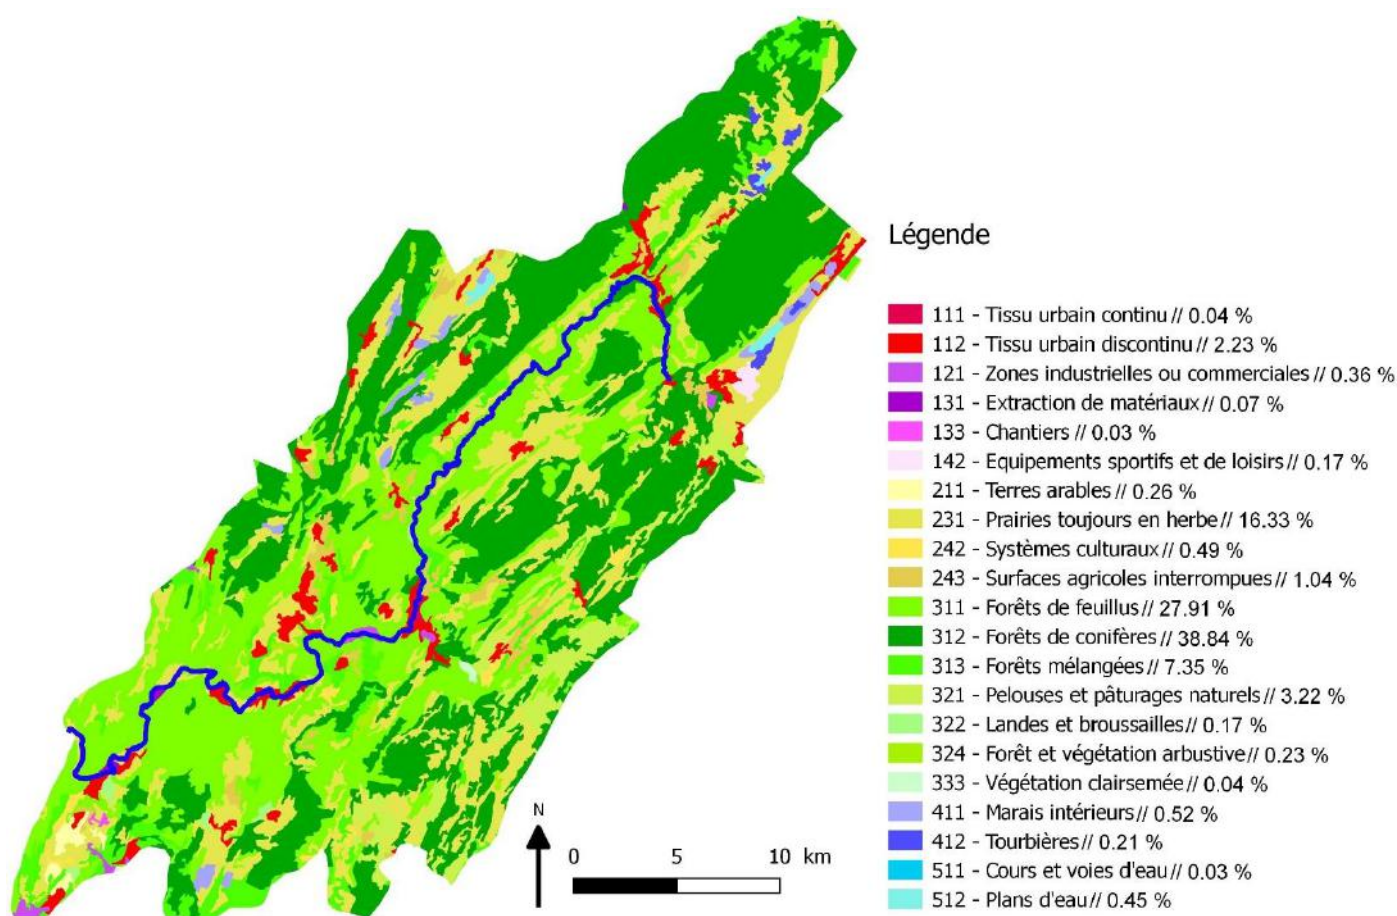 Légende
111 - Tissu urbain continu // 0.04 %
112 - Tissu urbain discontinu // 2.23 %
121 - Zones industrielles ou commerciales // 0.36 %
131 - Extraction de matériaux // 0.07 %
133 - Chantiers // 0.03 %
142 - Equipements sportifs et de loisirs // 0.17 %
211 - Terres arables // 0.26 %
231 - Prairies toujours en herbe // 16.33 %
242 - Systèmes culturaux // 0.49 %
243 - Surfaces agricoles interrompues // 1.04 %
311 - Forêts de feuillus // 27.91 %
312 - Forêts de conifères // 38.84 %
313 - Forêts mélangées // 7.35 %
321 - Pelouses et pâturages naturels // 3.22 %
322 - Landes et broussailles // 0.17 %
324 - Forêt et végétation arbustive // 0.23 %
333 - Végétation clairsemée // 0.04 %
411 - Marais intérieurs // 0.52 %
412 - Tourbières // 0.21 %
511 - Cours et voies d'eau // 0.03 %
512 - Plans d'eau // 0.45 %
N
0 5 10 km